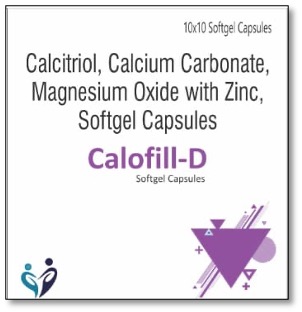 10x10 Softgel Capsules
Calcitriol, Calcium Carbonate,
Magnesium Oxide with Zinc,
Softgel Capsules
Calofill-D
Softgel Capsules